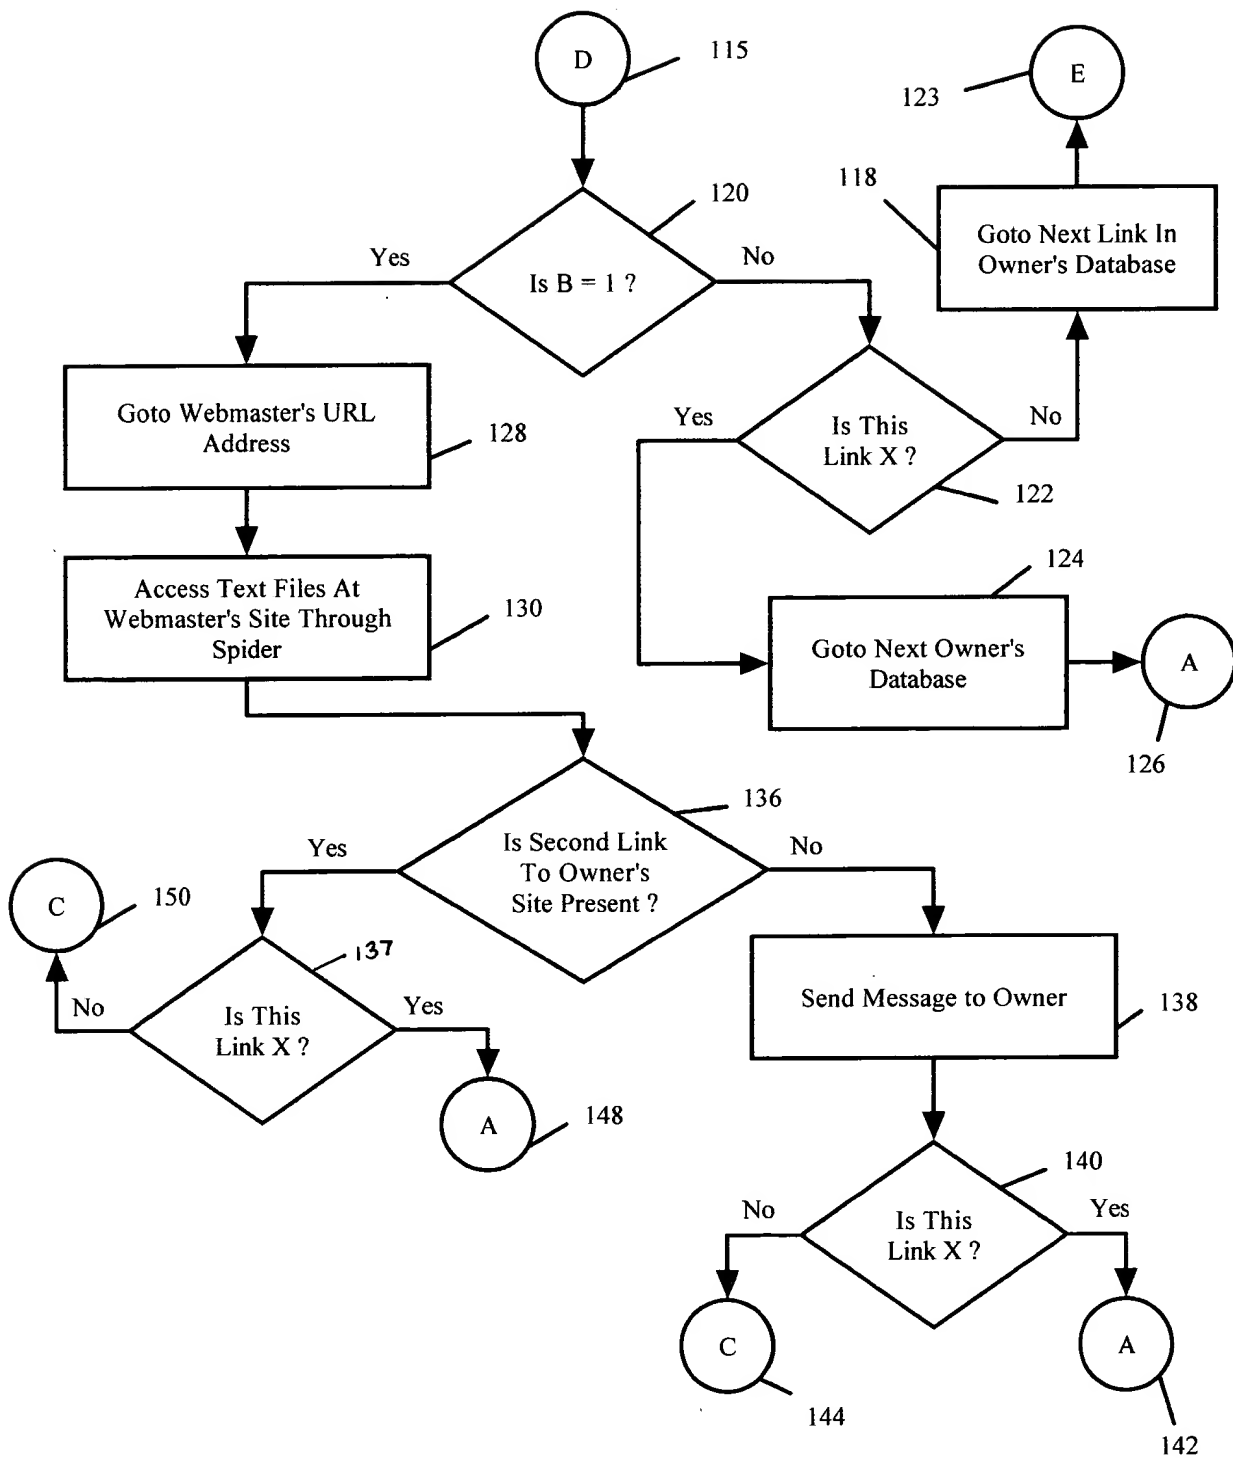 D
115
E
123
118
Goto Next Link In
Owner's Database
120
Yes
No
Is B = 1 ?
Goto Webmaster's URL
Address
128
Yes
No
Is This
Link X ?
122
Access Text Files At
Webmaster's Site Through
Spider
130
124
Goto Next Owner's
Database
A
126
136
Yes
No
Is Second Link
To Owner's
Site Present ?
C
150
137
No
Yes
Is This
Link X ?
A
148
Send Message to Owner
138
140
No
Yes
Is This
Link X ?
C
144
A
142